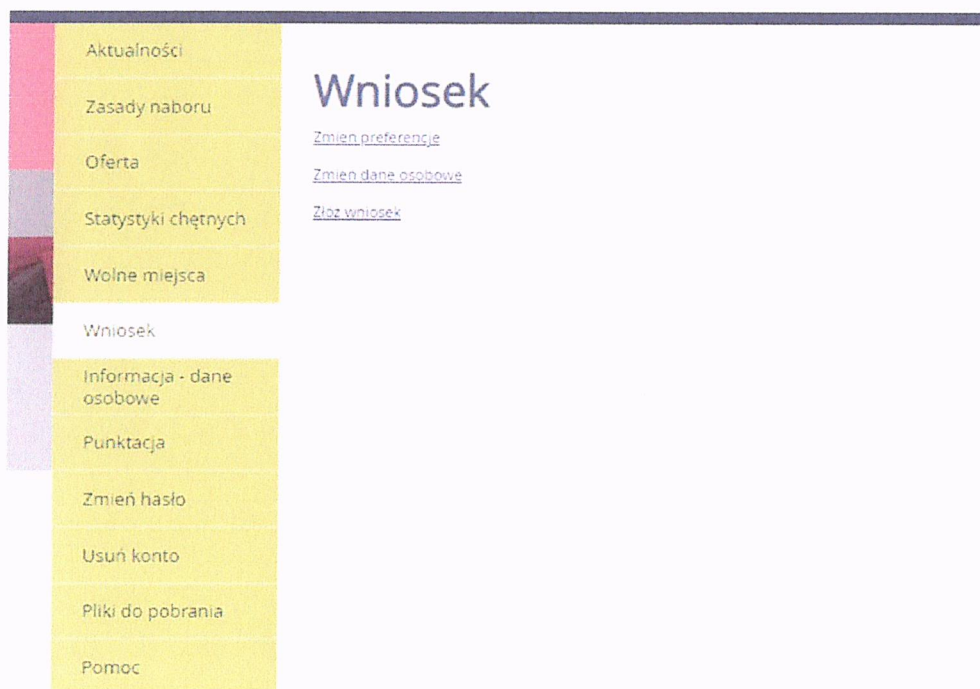 Aktualności
Zasady naboru
Oferta
Statystyki chętnych
Wolne miejsca
Wniosek
Informacja - dane
osobowe
Punktacja
Zmień hasło
Usuń konto
Pliki do pobrania
Pomoc
Wniosek
Zmien preferencje
Zmien dane osobowe
Złoz wniosek